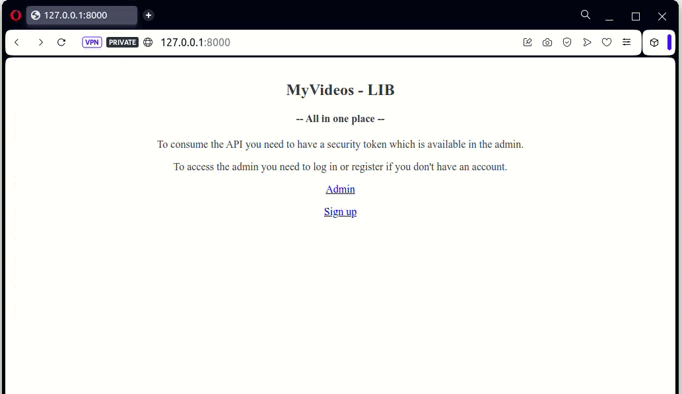 127.0.0.1:8000
VPN PRIVATE 127.0.0.1:8000
MyVideos - LIB
-- All in one place --
To consume the API you need to have a security token which is available in the admin.
To access the admin you need to log in or register if you don't have an account.
Admin
Sign up